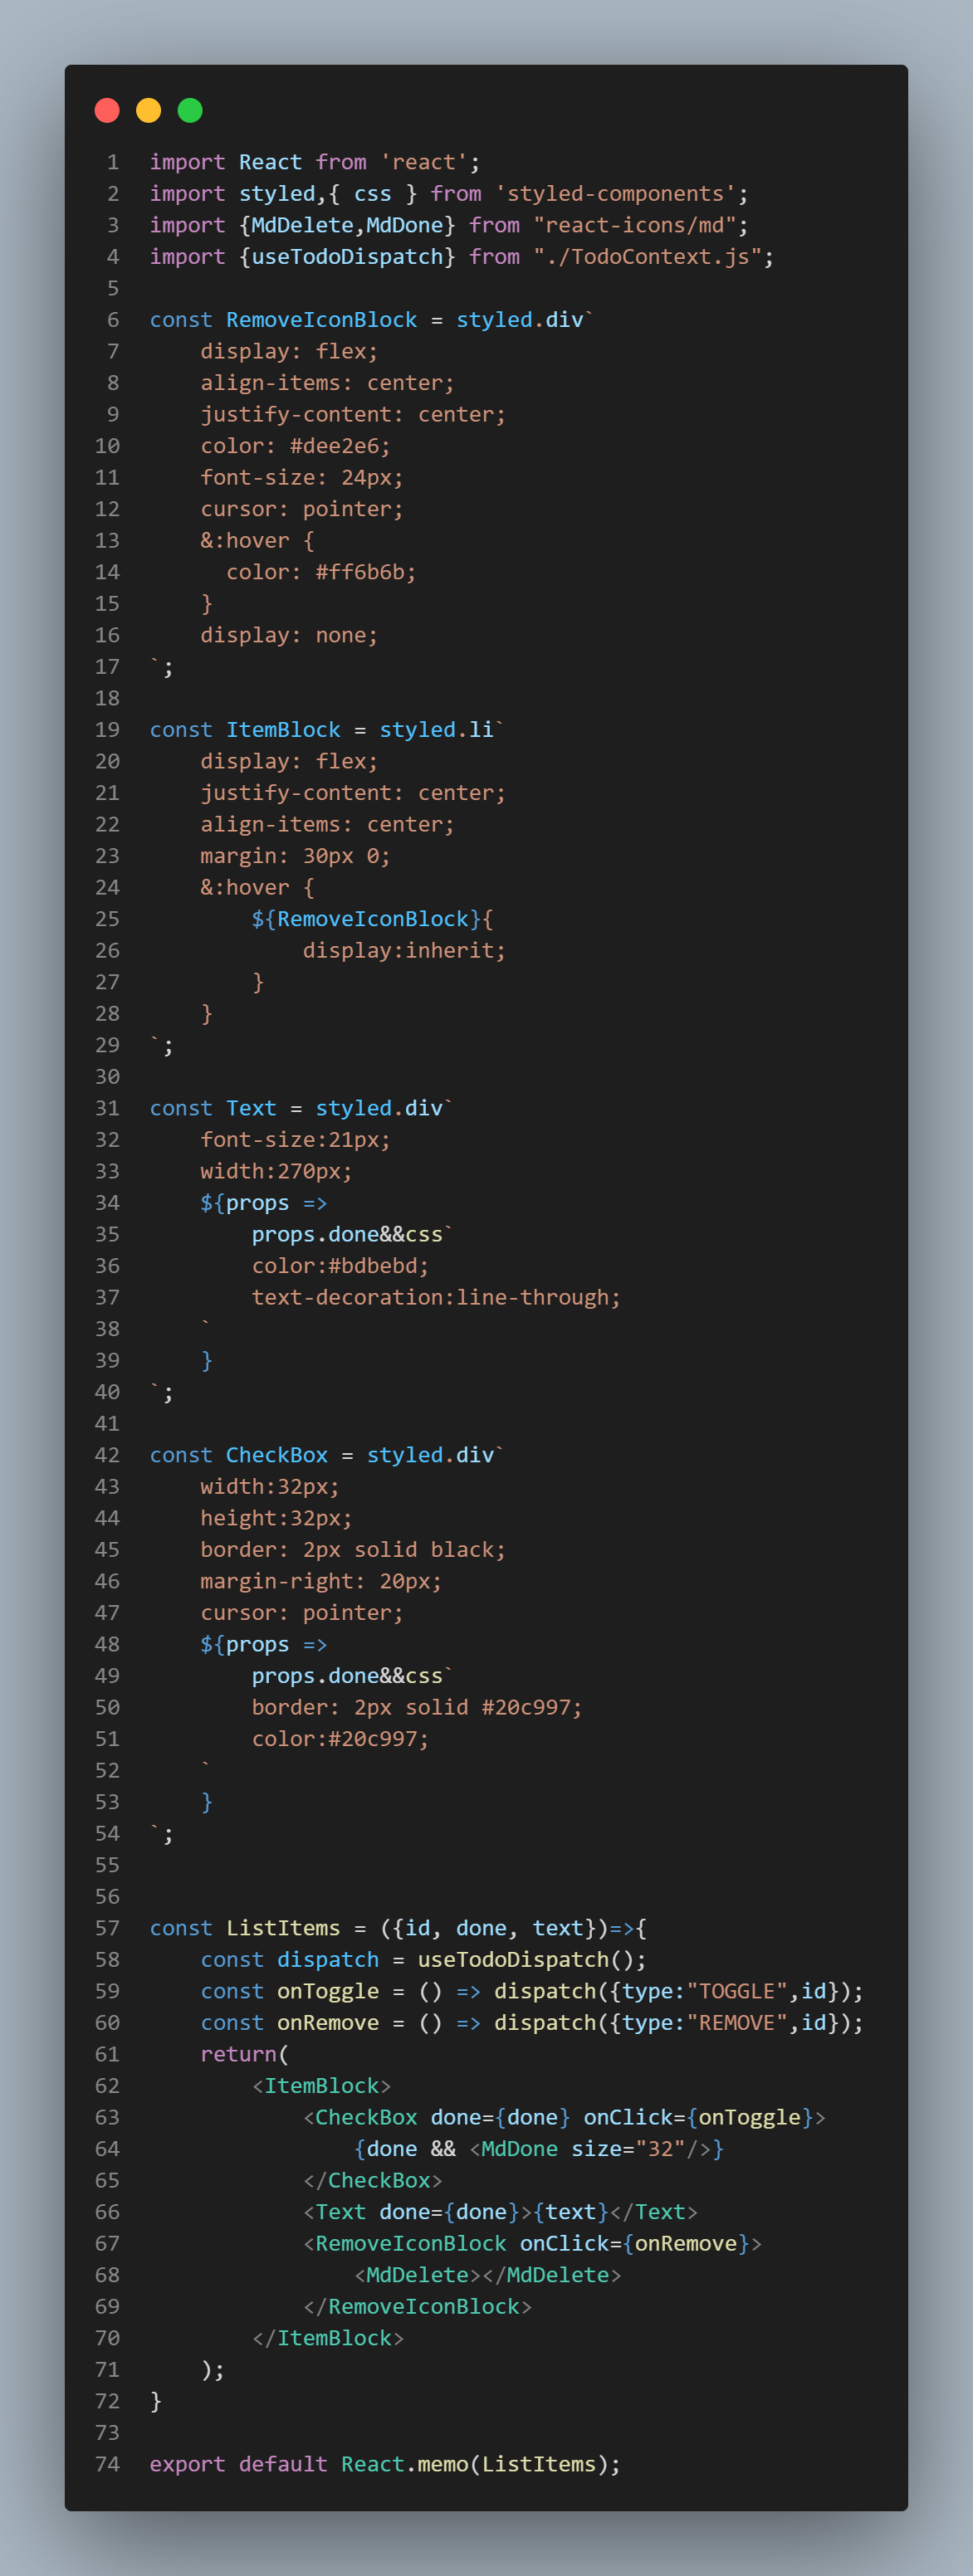 1 import React from 'react';
2 import styled,{ css } from 'styled-components';
3 import {MdDelete,MdDone} from "react-icons/md";
4 import {useTodoDispatch} from "./TodoContext.js";
5
6 const RemoveIconBlock = styled.div`
7     display: flex;
8     align-items: center;
9     justify-content: center;
10     color: #dee2e6;
11     font-size: 24px;
12     cursor: pointer;
13     &:hover {
14       color: #ff6b6b;
15     }
16     display: none;
17 `;
18
19 const ItemBlock = styled.li`
20     display: flex;
21     justify-content: center;
22     align-items: center;
23     margin: 30px 0;
24     &:hover {
25         ${RemoveIconBlock}{
26             display:inherit;
27         }
28     }
29 `;
30
31 const Text = styled.div`
32     font-size:21px;
33     width:270px;
34     ${props =>
35         props.done&&css`
36         color:#bdbebd;
37         text-decoration:line-through;
38     `
39     }
40 `;
41
42 const CheckBox = styled.div`
43     width:32px;
44     height:32px;
45     border: 2px solid black;
46     margin-right: 20px;
47     cursor: pointer;
48     ${props =>
49         props.done&&css`
50         border: 2px solid #20c997;
51         color:#20c997;
52     `
53     }
54 `;
55
56
57 const ListItems = ({id, done, text})=>{
58     const dispatch = useTodoDispatch();
59     const onToggle = () => dispatch({type:"TOGGLE",id});
60     const onRemove = () => dispatch({type:"REMOVE",id});
61     return(
62         <ItemBlock>
63             <CheckBox done={done} onClick={onToggle}>
64                 {done && <MdDone size="32"/>}
65             </CheckBox>
66             <Text done={done}>{text}</Text>
67             <RemoveIconBlock onClick={onRemove}>
68                 <MdDelete></MdDelete>
69             </RemoveIconBlock>
70         </ItemBlock>
71     );
72 }
73
74 export default React.memo(ListItems);